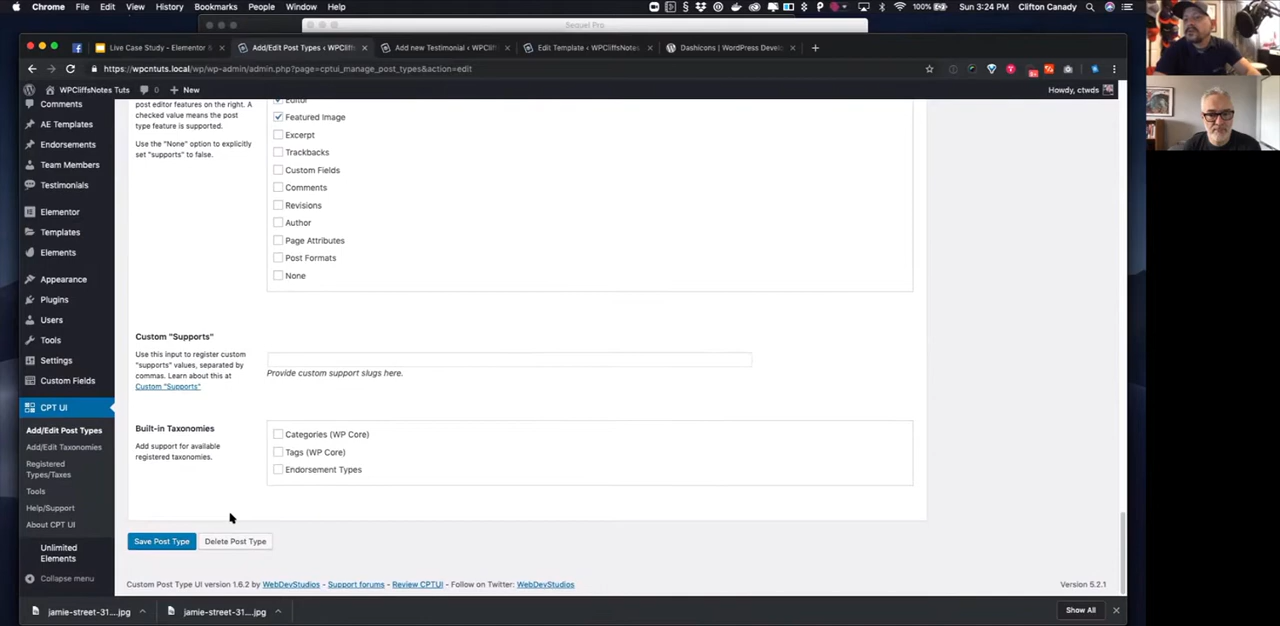 Chrome File Edit View History Bookmarks People Window Help 100% Sun 3:24 PM Clifton Canady
Sequel Pro
Live Case Study - Elementor & Add/Edit Post Types ‹ WPCliff Add new Testimonial ‹ WPCliff Edit Template ‹ WPCliffsNotes Dashicons | WordPress Devel
https://wpcntuts.local/wp/wp-admin/admin.php?page=cptui_manage_post_types&action=edit
WPCliffsNotes Tuts 0 New Howdy, ctwds
Comments
AE Templates
Endorsements
Team Members
Testimonials
Elementor
Templates
Elements
Appearance
Plugins
Users
Tools
Settings
Custom Fields
CPT UI
Add/Edit Post Types
Add/Edit Taxonomies
Registered
Types/Taxes
Tools
Help/Support
About CPT UI
Unlimited
Elements
Collapse menu
post editor features on the right. A
checked value means the post
type feature is supported.
Use the "None" option to explicitly
set "supports" to false.
Editor
Featured Image
Excerpt
Trackbacks
Custom Fields
Comments
Revisions
Author
Page Attributes
Post Formats
None
Custom "Supports"
Use this input to register custom
"supports" values, separated by
commas. Learn about this at
Custom "Supports"
Provide custom support slugs here.
Built-in Taxonomies
Add support for available
registered taxonomies.
Categories (WP Core)
Tags (WP Core)
Endorsement Types
Save Post Type Delete Post Type
Custom Post Type UI version 1.6.2 by WebDevStudios - Support forums - Review CPTUI - Follow on Twitter: WebDevStudios Version 5.2.1
jamie-street-31....jpg jamie-street-31....jpg Show All